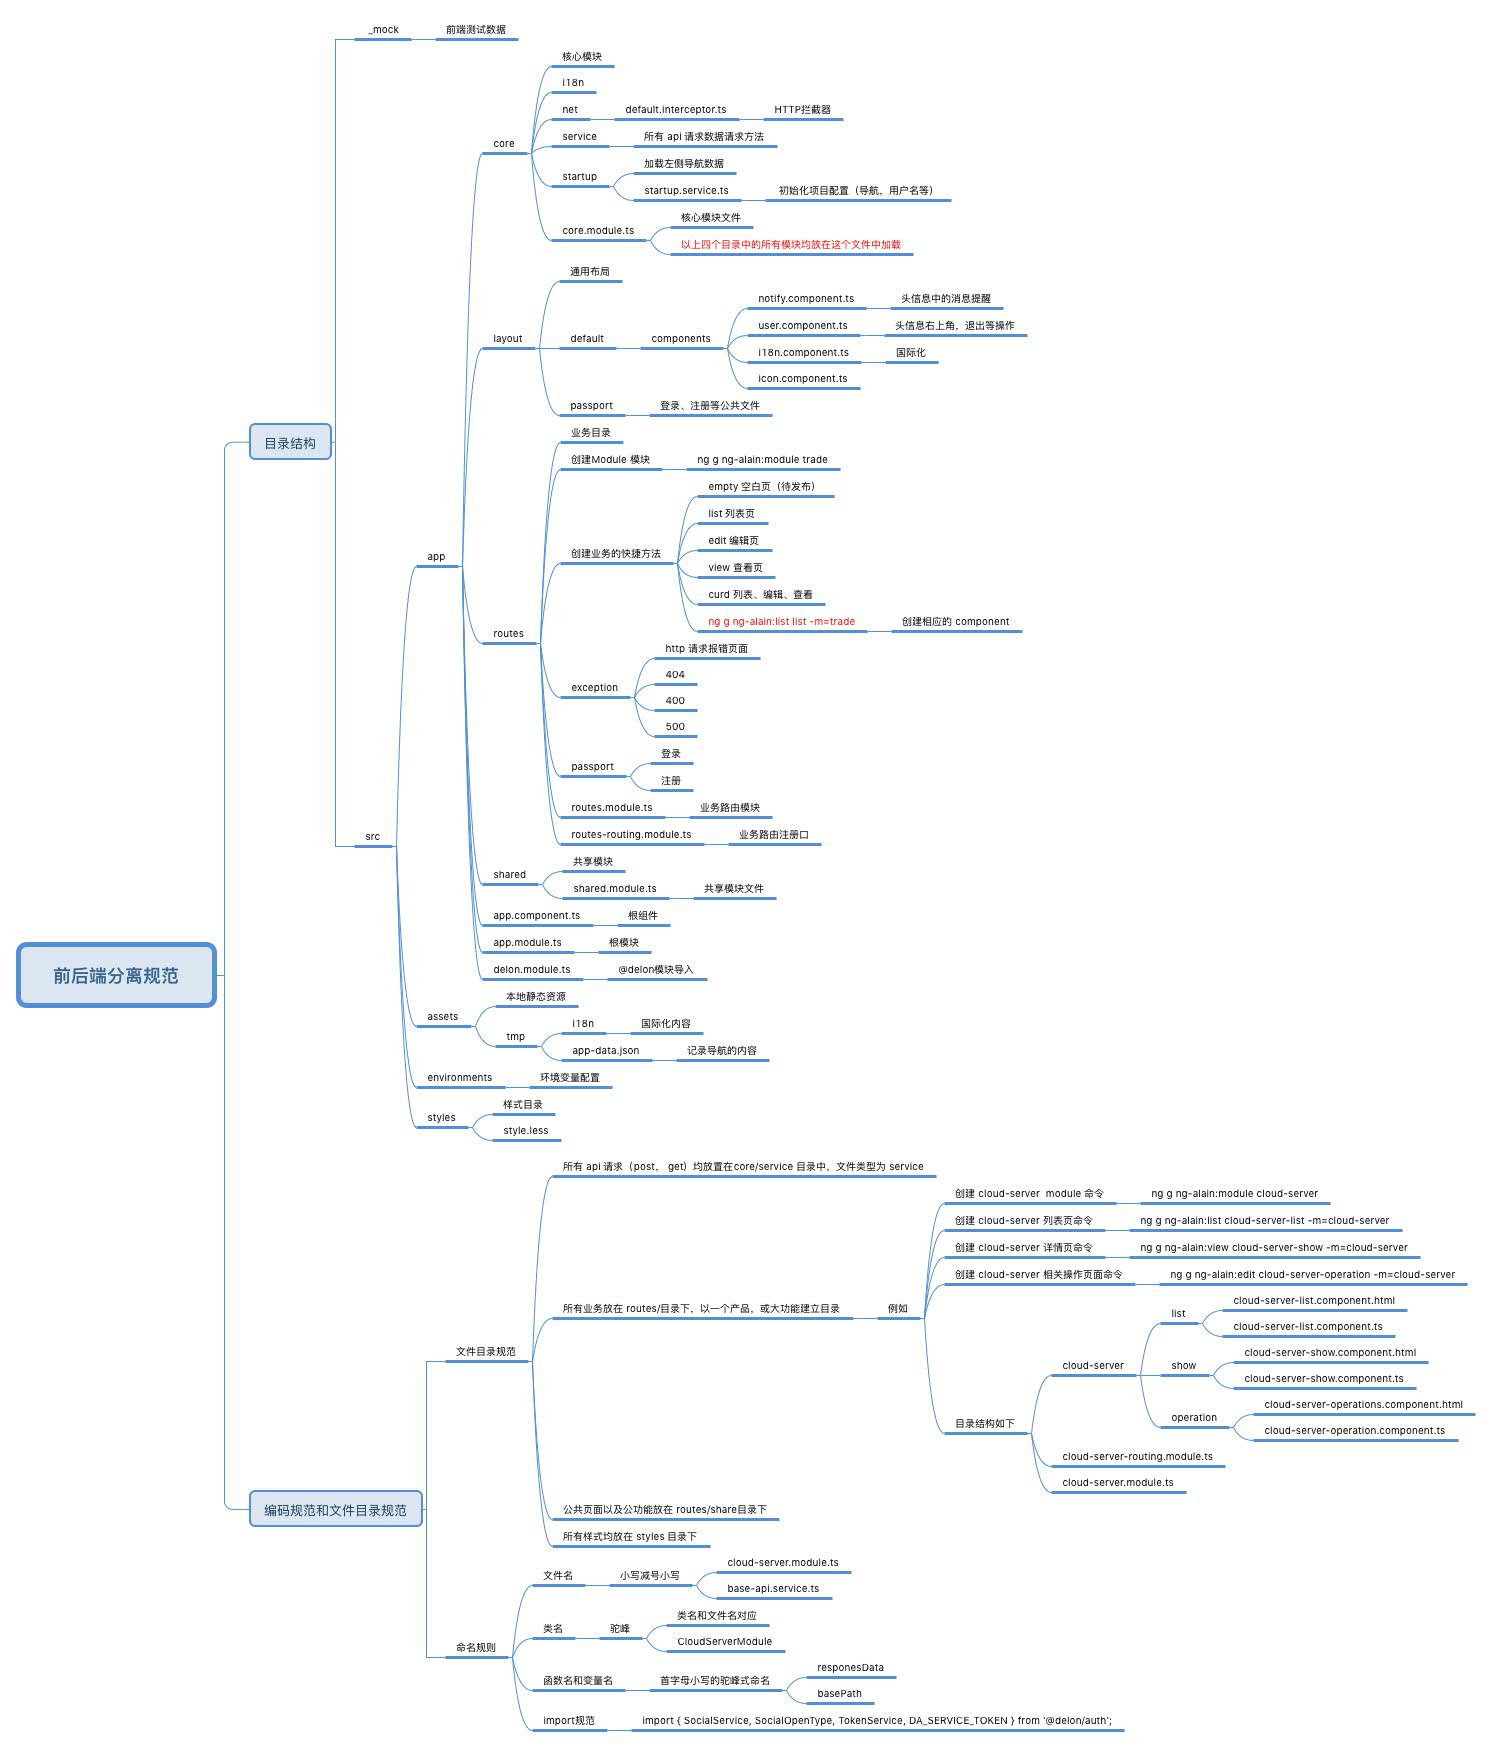 _mock
前端测试数据
核心模块
i18n
net
default.interceptor.ts
HTTP拦截器
core
service
所有 api 请求数据请求方法
加载左侧导航数据
startup
startup.service.ts
初始化项目配置（导航，用户名等）
核心模块文件
core.module.ts
以上四个目录中的所有模块均放在这个文件中加载
通用布局
notify.component.ts
头信息中的消息提醒
user.component.ts
头信息右上角，退出等操作
layout
default
components
i18n.component.ts
国际化
icon.component.ts
passport
登录、注册等公共文件
目录结构
业务目录
创建Module 模块
ng g ng-alain:module trade
empty 空白页（待发布）
list 列表页
edit 编辑页
app
创建业务的快捷方法
view 查看页
curd 列表、编辑、查看
ng g ng-alain:list list -m=trade
创建相应的 component
routes
http 请求报错页面
404
exception
400
500
登录
passport
注册
routes.module.ts
业务路由模块
src
routes-routing.module.ts
业务路由注册口
共享模块
shared
shared.module.ts
共享模块文件
app.component.ts
根组件
app.module.ts
根模块
delon.module.ts
@delon模块导入
前后端分离规范
本地静态资源
assets
i18n
国际化内容
tmp
app-data.json
记录导航的内容
environments
环境变量配置
样式目录
styles
style.less
所有 api 请求（post， get）均放置在core/service 目录中，文件类型为 service
创建 cloud-server  module 命令
ng g ng-alain:module cloud-server
创建 cloud-server 列表页命令
ng g ng-alain:list cloud-server-list -m=cloud-server
创建 cloud-server 详情页命令
ng g ng-alain:view cloud-server-show -m=cloud-server
创建 cloud-server 相关操作页面命令
ng g ng-alain:edit cloud-server-operation -m=cloud-server
所有业务放在 routes/目录下，以一个产品，或大功能建立目录
例如
cloud-server-list.component.html
list
cloud-server-list.component.ts
文件目录规范
cloud-server-show.component.html
cloud-server
show
cloud-server-show.component.ts
cloud-server-operations.component.html
目录结构如下
operation
cloud-server-operation.component.ts
cloud-server-routing.module.ts
cloud-server.module.ts
编码规范和文件目录规范
公共页面以及公功能放在 routes/share目录下
所有样式均放在 styles 目录下
cloud-server.module.ts
文件名
小写减号小写
base-api.service.ts
类名和文件名对应
类名
驼峰
CloudServerModule
命名规则
responesData
函数名和变量名
首字母小写的驼峰式命名
basePath
import规范
import { SocialService, SocialOpenType, TokenService, DA_SERVICE_TOKEN } from '@delon/auth';